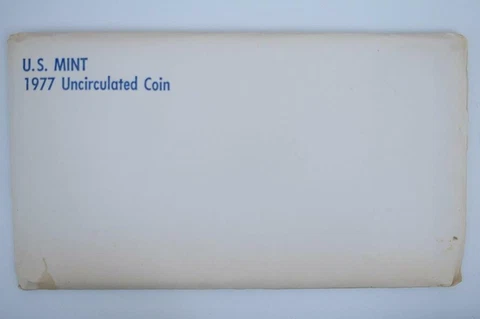 U.S. MINT
1977 Uncirculated Coin